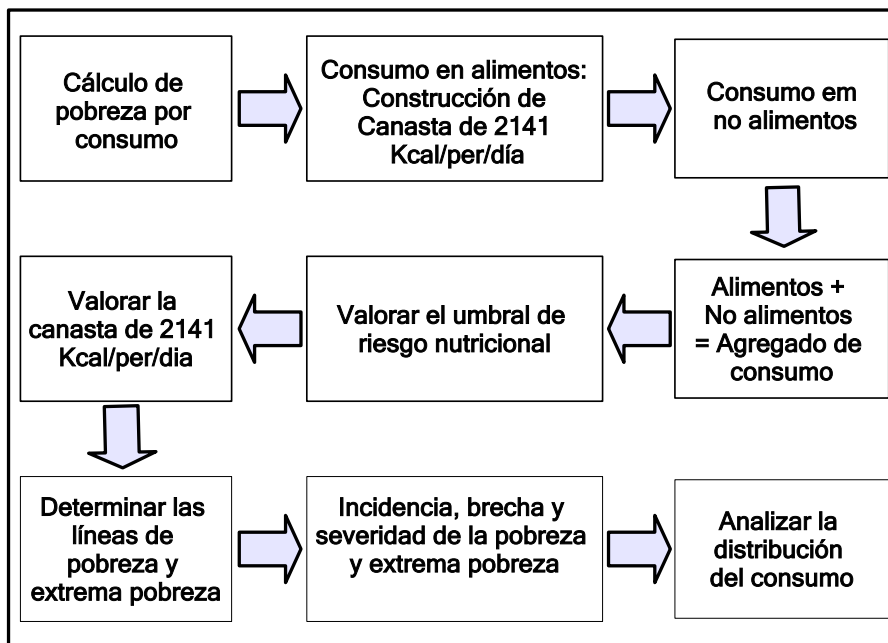 Cálculo de
pobreza por
consumo
Consumo en alimentos:
Construcción de
Canasta de 2141
Kcal/per/día
Consumo em
no alimentos
Alimentos +
No alimentos
= Agregado de
consumo
Valorar el umbral de
riesgo nutricional
Valorar la
canasta de 2141
Kcal/per/dia
Determinar las
líneas de
pobreza y
extrema pobreza
Incidencia, brecha y
severidad de la pobreza
y extrema pobreza
Analizar la
distribución
del consumo